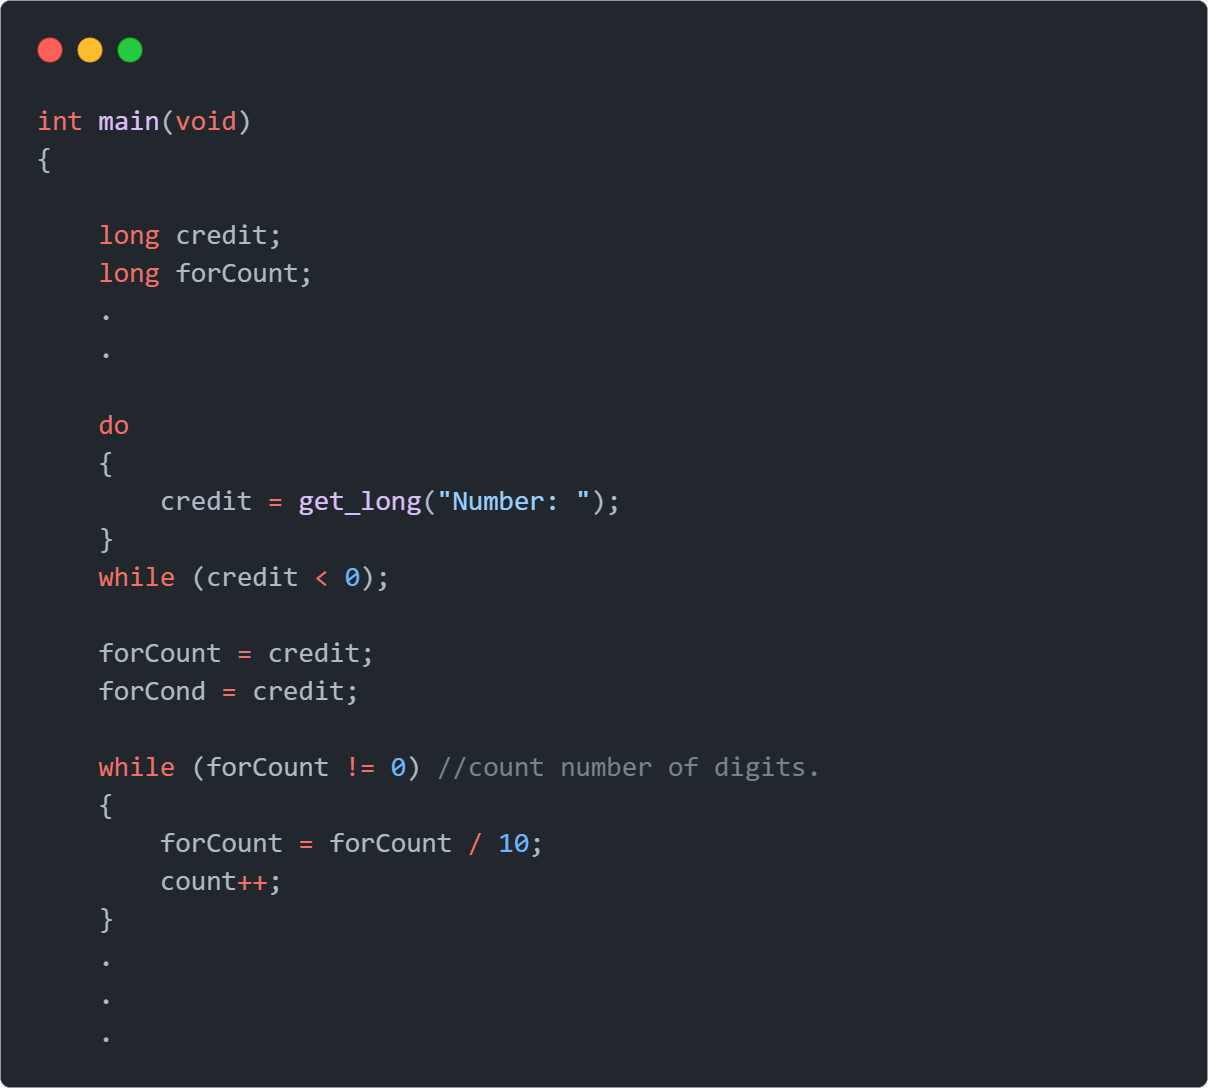 int main(void)
{
    long credit;
    long forCount;
    .
    .
    do
    {
        credit = get_long("Number: ");
    }
    while (credit < 0);
    forCount = credit;
    forCond = credit;
    while (forCount != 0) //count number of digits.
    {
        forCount = forCount / 10;
        count++;
    }
    .
    .
    .